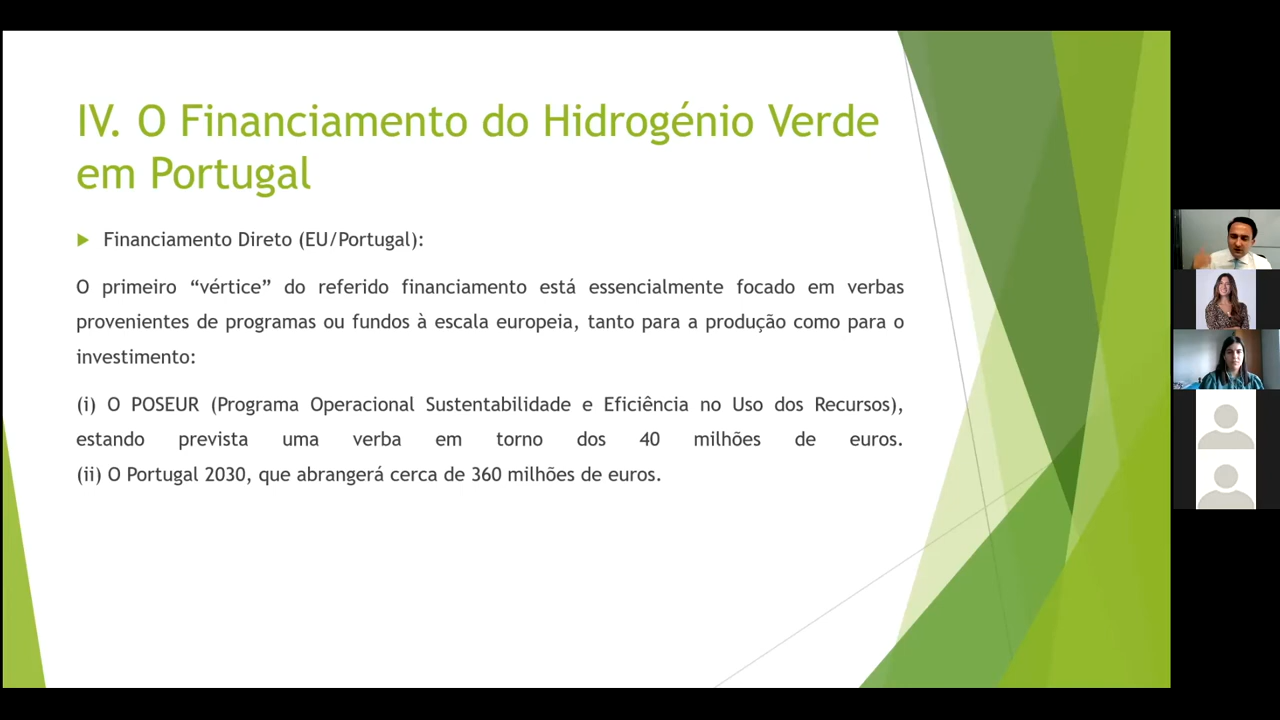 IV. O Financiamento do Hidrogénio Verde
em Portugal
Financiamento Direto (EU/Portugal):
O primeiro “vértice” do referido financiamento está essencialmente focado em verbas
provenientes de programas ou fundos à escala europeia, tanto para a produção como para o
investimento:
(i) O POSEUR (Programa Operacional Sustentabilidade e Eficiência no Uso dos Recursos),
estando prevista uma verba em torno dos 40 milhões de euros.
(ii) O Portugal 2030, que abrangerá cerca de 360 milhões de euros.